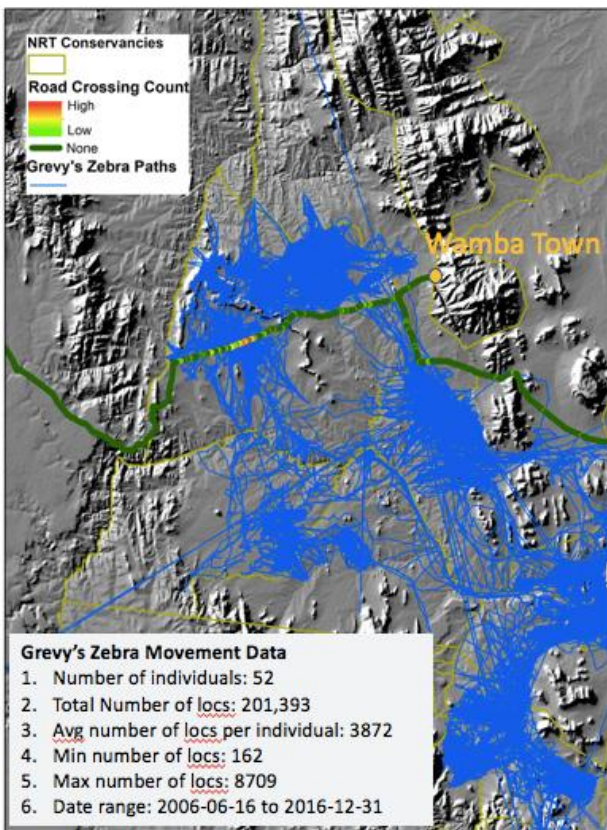 NRT Conservancies
Road Crossing Count
High
Low
None
Grevy's Zebra Paths
Wamba Town
Grevy's Zebra Movement Data
1. Number of individuals: 52
2. Total Number of locs: 201,393
3. Avg number of locs per individual: 3872
4. Min number of locs: 162
5. Max number of locs: 8709
6. Date range: 2006-06-16 to 2016-12-31